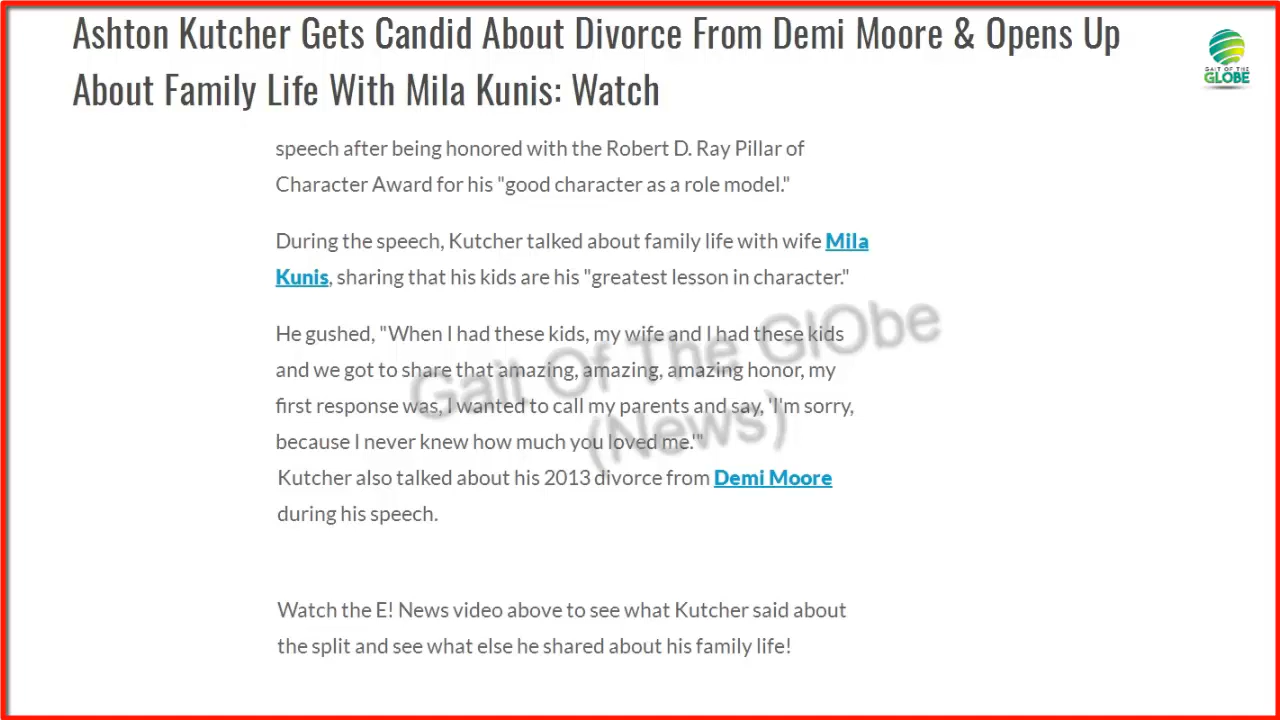 Ashton Kutcher Gets Candid About Divorce From Demi Moore & Opens Up
About Family Life With Mila Kunis: Watch
GAIT OF THE
GLOBE
speech after being honored with the Robert D. Ray Pillar of
Character Award for his "good character as a role model."
During the speech, Kutcher talked about family life with wife Mila
Kunis, sharing that his kids are his "greatest lesson in character."
He gushed, "When I had these kids, my wife and I had these kids
and we got to share that amazing, amazing, amazing honor, my
first response was, I wanted to call my parents and say, 'I'm sorry,
because I never knew how much you loved me.'"
Gait Of The GlObe
(News)
Kutcher also talked about his 2013 divorce from Demi Moore
during his speech.
Watch the E! News video above to see what Kutcher said about
the split and see what else he shared about his family life!